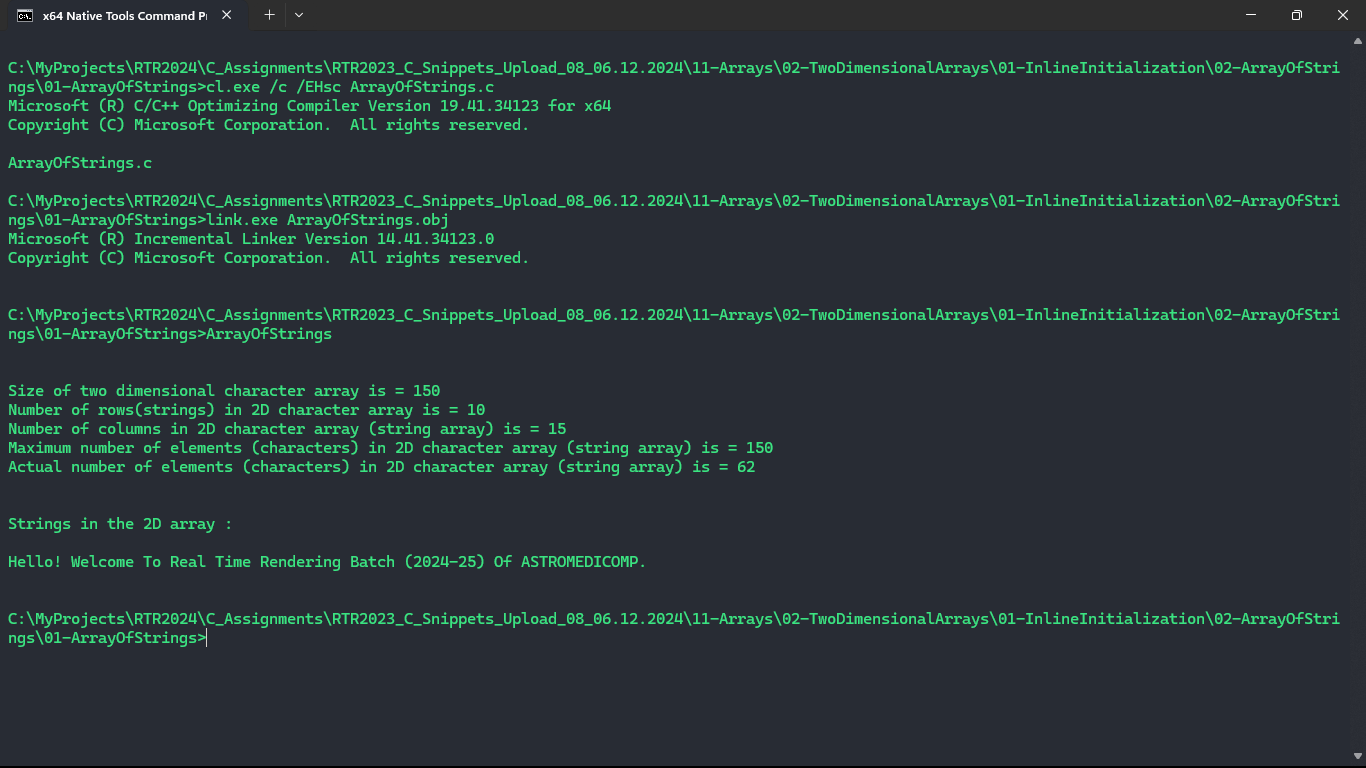 x64 Native Tools Command P
C:\MyProjects\RTR2024\C_Assignments\RTR2023_C_Snippets_Upload_08_06.12.2024\11-Arrays\02-TwoDimensionalArrays\01-InlineInitialization\02-ArrayOfStri
ngs\01-ArrayOfStrings>cl.exe /c /EHsc ArrayOfStrings.c
Microsoft (R) C/C++ Optimizing Compiler Version 19.41.34123 for x64
Copyright (C) Microsoft Corporation.  All rights reserved.
ArrayOfStrings.c
C:\MyProjects\RTR2024\C_Assignments\RTR2023_C_Snippets_Upload_08_06.12.2024\11-Arrays\02-TwoDimensionalArrays\01-InlineInitialization\02-ArrayOfStri
ngs\01-ArrayOfStrings>link.exe ArrayOfStrings.obj
Microsoft (R) Incremental Linker Version 14.41.34123.0
Copyright (C) Microsoft Corporation.  All rights reserved.
C:\MyProjects\RTR2024\C_Assignments\RTR2023_C_Snippets_Upload_08_06.12.2024\11-Arrays\02-TwoDimensionalArrays\01-InlineInitialization\02-ArrayOfStri
ngs\01-ArrayOfStrings>ArrayOfStrings
Size of two dimensional character array is = 150
Number of rows(strings) in 2D character array is = 10
Number of columns in 2D character array (string array) is = 15
Maximum number of elements (characters) in 2D character array (string array) is = 150
Actual number of elements (characters) in 2D character array (string array) is = 62
Strings in the 2D array :
Hello! Welcome To Real Time Rendering Batch (2024-25) Of ASTROMEDICOMP.
C:\MyProjects\RTR2024\C_Assignments\RTR2023_C_Snippets_Upload_08_06.12.2024\11-Arrays\02-TwoDimensionalArrays\01-InlineInitialization\02-ArrayOfStri
ngs\01-ArrayOfStrings>